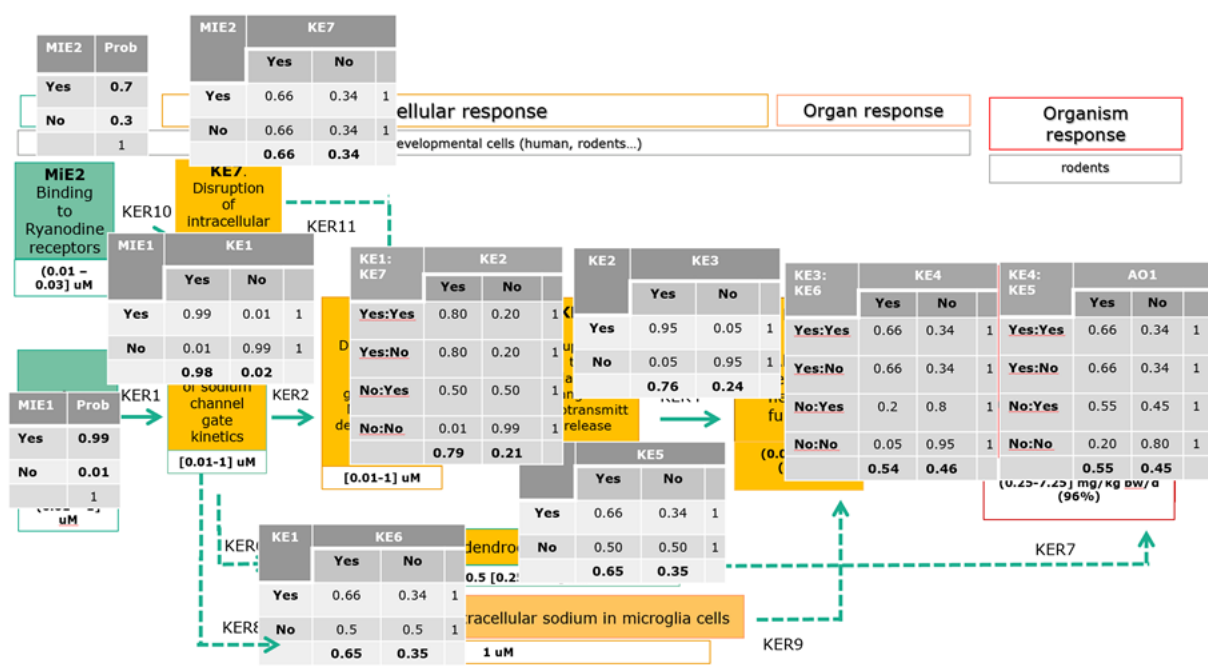 MIE2 Prob
Yes 0.7
No 0.3
1
MIE2 KE7
Yes No
Yes 0.66 0.34 1
No 0.66 0.34 1
0.66 0.34
ellular response
Organ response
Organism
response
evelopmental cells (human, rodents...)
rodents
MiE2
Binding
to
Ryanodine
receptors
(0.01 –
0.03] uM
KER10
KE7.
Disruption
of
intracellular
KER11
MIE1 KE1
Yes No
Yes 0.99 0.01 1
No 0.01 0.99 1
0.98 0.02
KE1:
KE7
KE2
Yes No
Yes:Yes 0.80 0.20 1
Yes:No 0.80 0.20 1
No:Yes 0.50 0.50 1
No:No 0.01 0.99 1
0.79 0.21
KE2 KE3
Yes No
Yes 0.95 0.05 1
No 0.05 0.95 1
0.76 0.24
KE3:
KE6
KE4
Yes No
Yes:Yes 0.66 0.34 1
Yes:No 0.66 0.34 1
No:Yes 0.2 0.8 1
No:No 0.05 0.95 1
0.54 0.46
KE4:
KE5
AO1
Yes No
Yes:Yes 0.66 0.34 1
Yes:No 0.66 0.34 1
No:Yes 0.55 0.45 1
No:No 0.20 0.80 1
0.55 0.45
MIE1 Prob
Yes 0.99
No 0.01
1
uM
KER1
of sodium
channel
gate
kinetics
[0.01-1] uM
KER2
[0.01-1] uM
otransmitt
release
(0.25-7.25] mg/kg bw/d
(96%)
KE5
Yes No
Yes 0.66 0.34 1
No 0.50 0.50 1
0.65 0.35
dendro
0.5 [0.2
KER7
KE1 KE6
Yes No
Yes 0.66 0.34 1
No 0.5 0.5 1
0.65 0.35
KER8
racellular sodium in microglia cells
1 uM
KER9